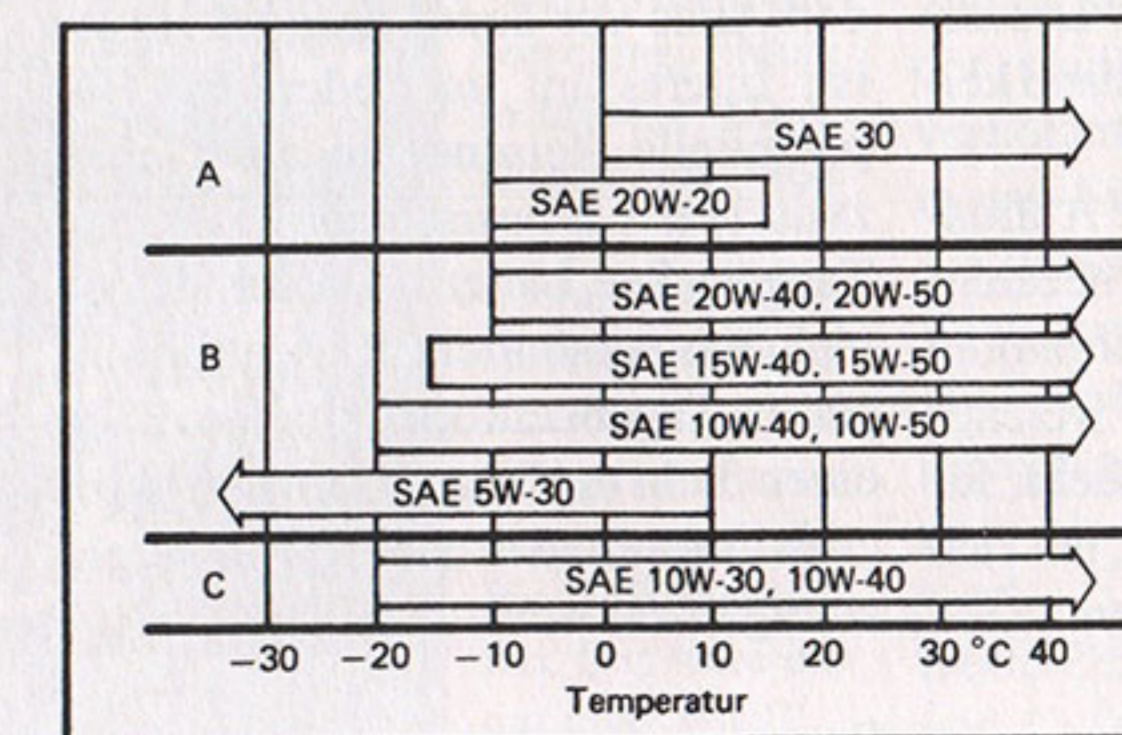 SAE 30
A
SAE 20W-20
SAE 20W-40, 20W-50
B
SAE 15W-40, 15W-50
SAE 10W-40, 10W-50
SAE 5W-30
C
SAE 10W-30, 10W-40
−30 −20 −10 0 10 20 30 °C 40
Temperatur